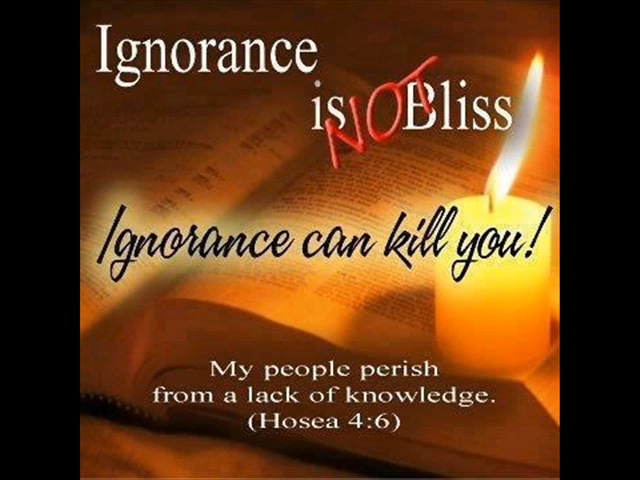 Ignorance
is NOT Bliss
Ignorance can kill you!
My people perish
from a lack of knowledge.
(Hosea 4:6)